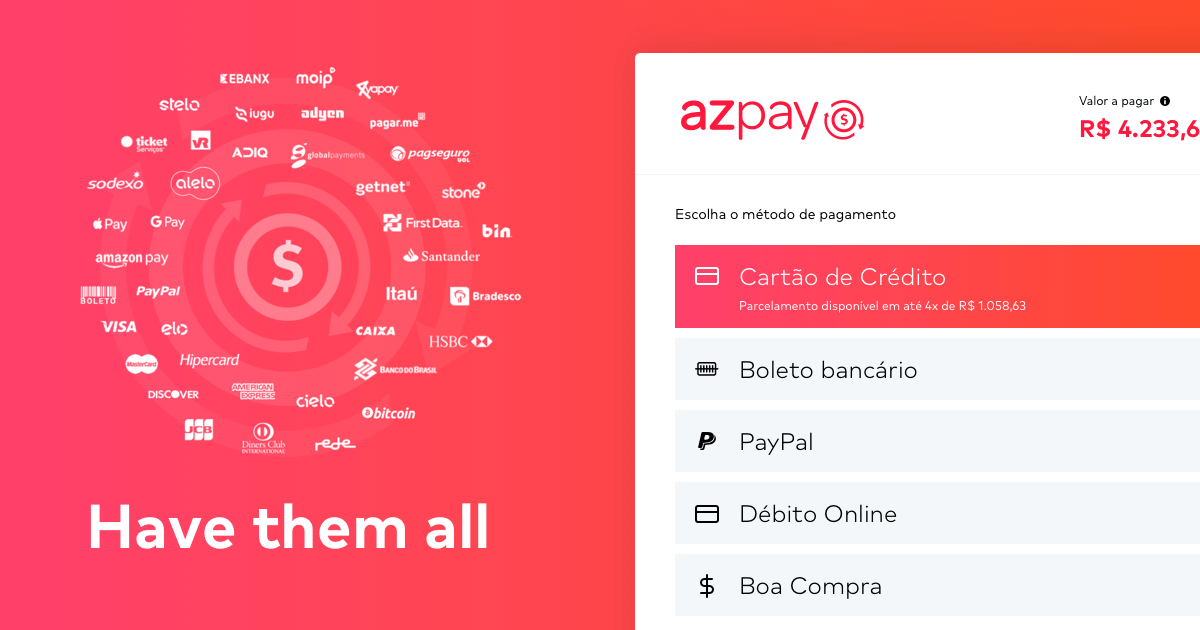 EBANX
moip
yapay
stelo
iugu
adyen
pagar.me
ticket
Serviços
VR
ADIQ
globalpayments
pagseguro
UOL
sodexo
alelo
getnet
stone
Pay
G Pay
First Data.
bin
amazon pay
Santander
BOLETO
PayPal
Itaú
Bradesco
VISA
elo
CAIXA
HSBC
MasterCard
Hipercard
BANCO DO BRASIL
DISCOVER
AMERICAN
EXPRESS
cielo
bitcoin
JCB
Diners Club
INTERNATIONAL
rede
$
Have them all
azpay
$
Valor a pagar
R$ 4.233,6
Escolha o método de pagamento
Cartão de Crédito
Parcelamento disponível em até 4x de R$ 1.058,63
Boleto bancário
PayPal
Débito Online
$ Boa Compra